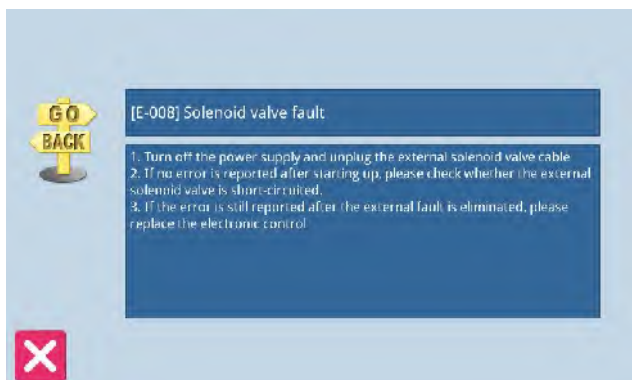 GO
BACK
[E-008] Solenoid valve fault
1. Turn off the power supply and unplug the external solenoid valve cable
2. If no error is reported after starting up, please check whether the external
solenoid valve is short-circuited.
3. If the error is still reported after the external fault is eliminated, please
replace the electronic control